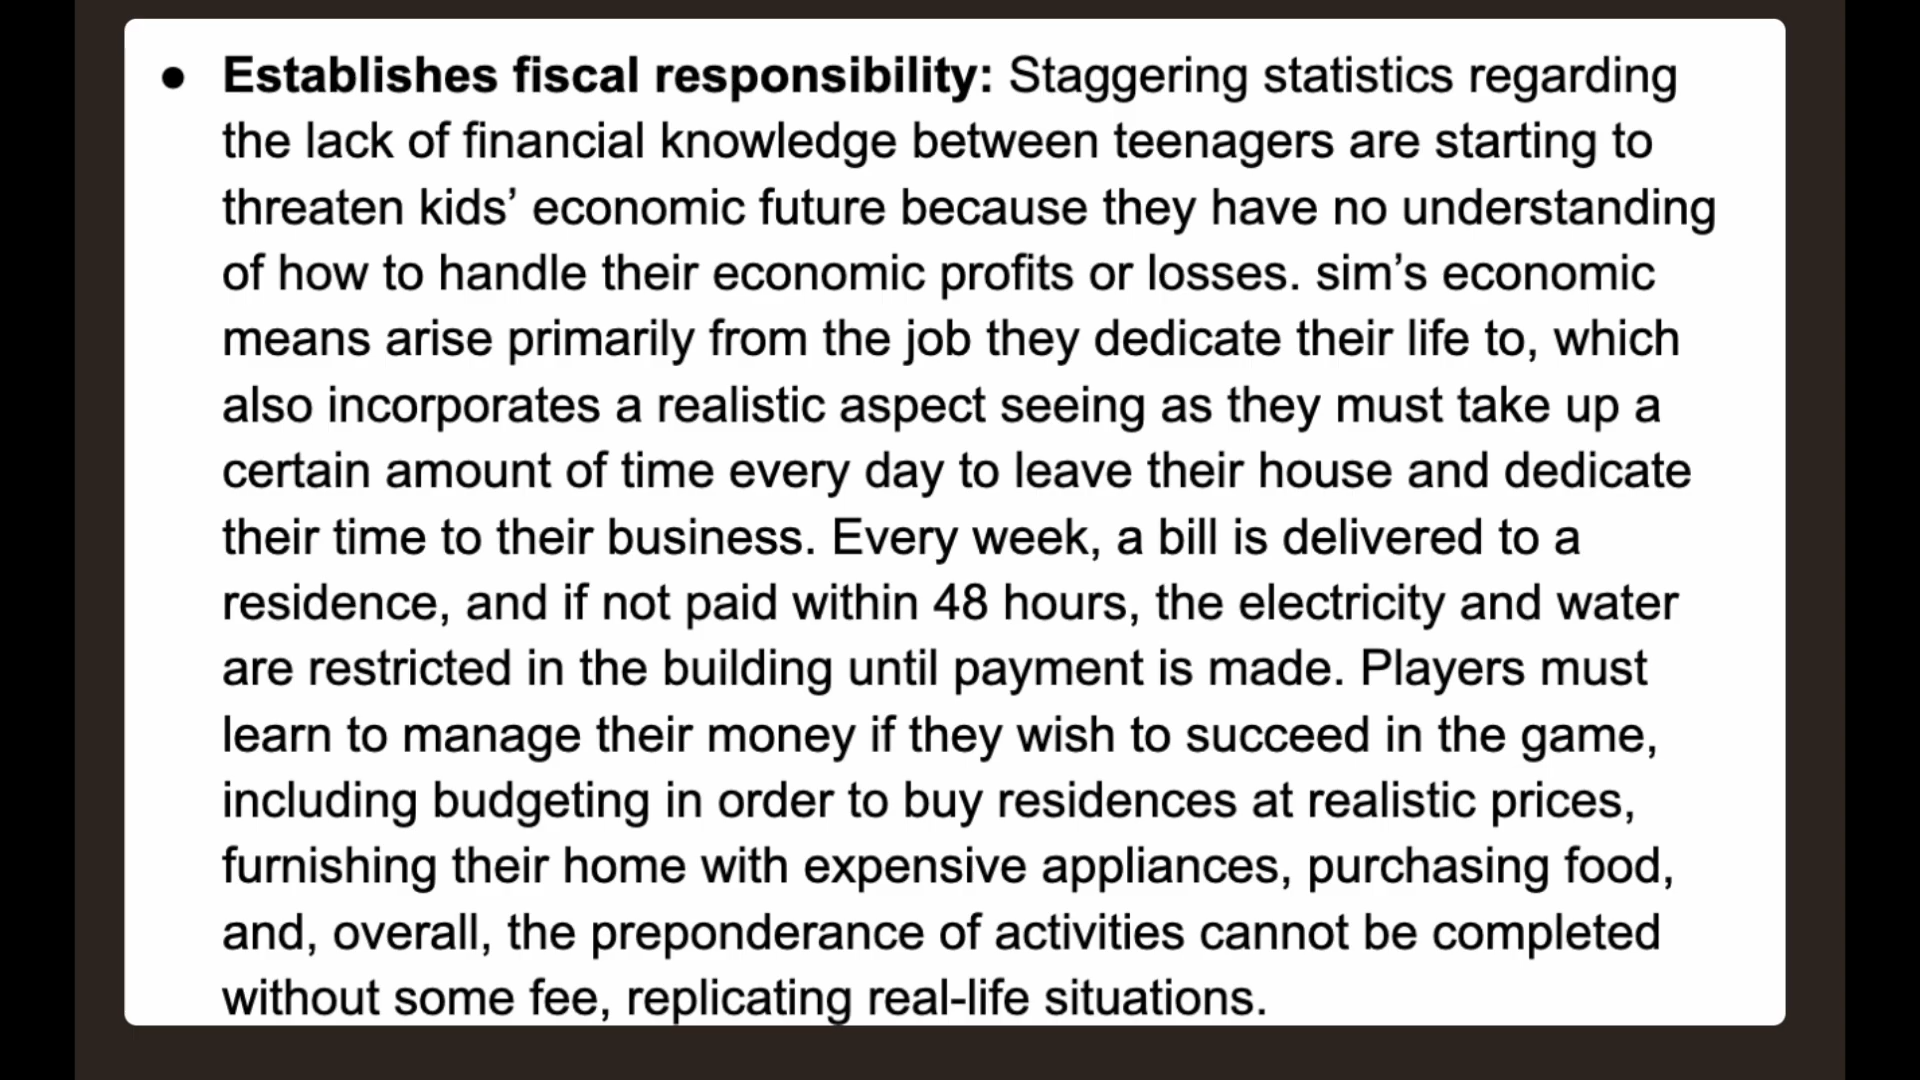 ● Establishes fiscal responsibility: Staggering statistics regarding
the lack of financial knowledge between teenagers are starting to
threaten kids’ economic future because they have no understanding
of how to handle their economic profits or losses. sim’s economic
means arise primarily from the job they dedicate their life to, which
also incorporates a realistic aspect seeing as they must take up a
certain amount of time every day to leave their house and dedicate
their time to their business. Every week, a bill is delivered to a
residence, and if not paid within 48 hours, the electricity and water
are restricted in the building until payment is made. Players must
learn to manage their money if they wish to succeed in the game,
including budgeting in order to buy residences at realistic prices,
furnishing their home with expensive appliances, purchasing food,
and, overall, the preponderance of activities cannot be completed
without some fee, replicating real-life situations.